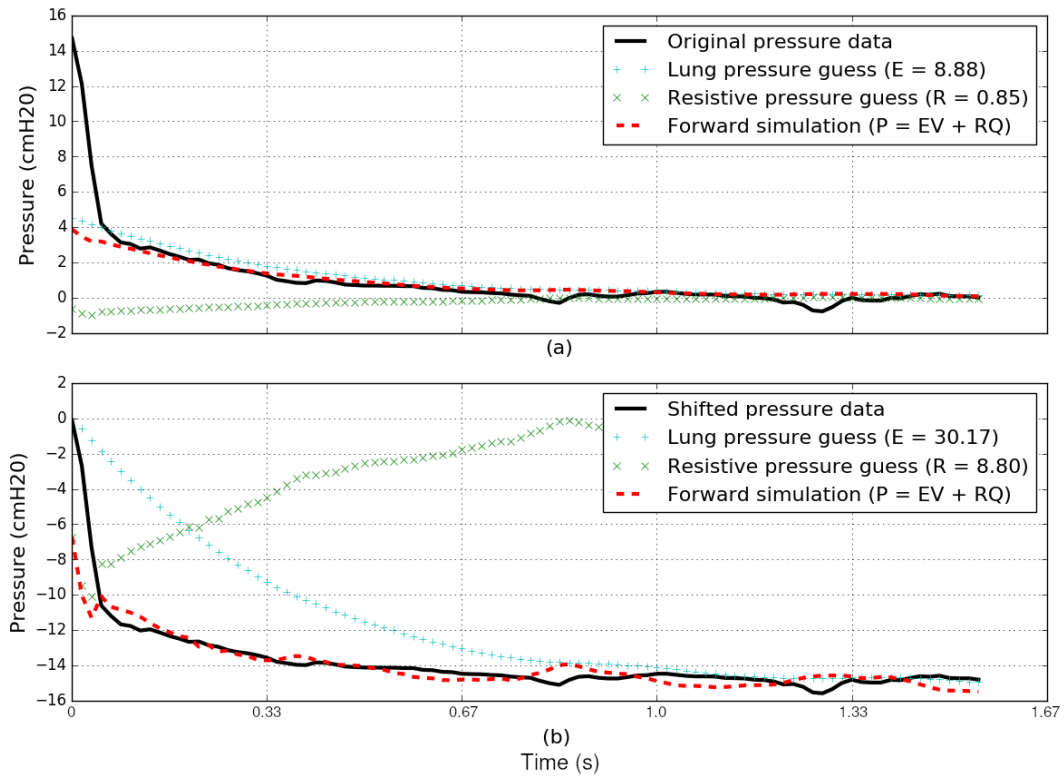 16
14
12
10
8
6
4
2
0
−2
Pressure (cmH20)
Original pressure data
Lung pressure guess (E = 8.88)
Resistive pressure guess (R = 0.85)
Forward simulation (P = EV + RQ)
(a)
2
0
−2
−4
−6
−8
−10
−12
−14
−16
Pressure (cmH20)
Shifted pressure data
Lung pressure guess (E = 30.17)
Resistive pressure guess (R = 8.80)
Forward simulation (P = EV + RQ)
0 0.33 0.67 1.0 1.33 1.67
(b)
Time (s)